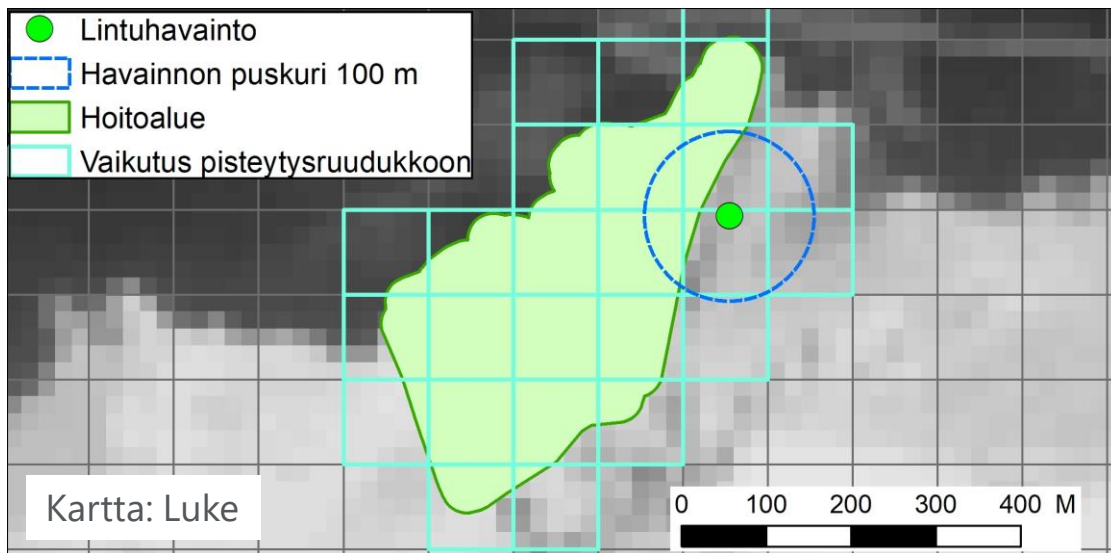 Lintuhavainto
Havainnon puskuri 100 m
Hoitoalue
Vaikutus pisteytysruudukkoon
Kartta: Luke
0 100 200 300 400 M